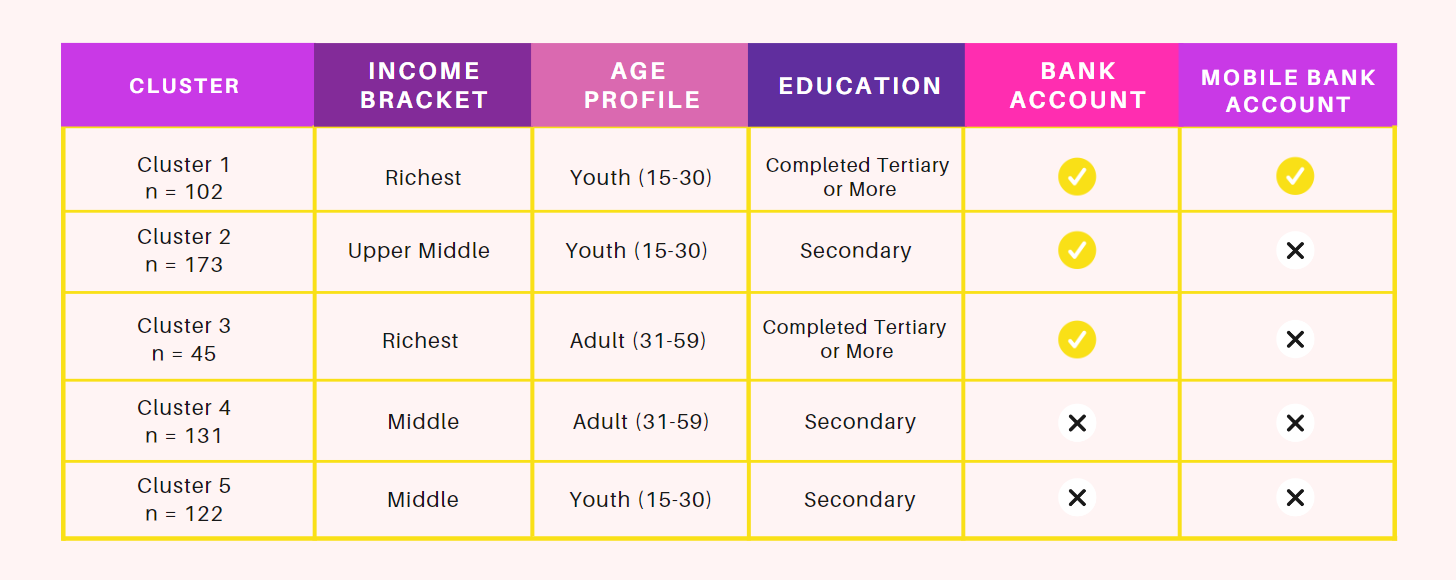 CLUSTER
INCOME
BRACKET
AGE
PROFILE
EDUCATION
BANK
ACCOUNT
MOBILE BANK
ACCOUNT
Cluster 1
n = 102
Richest
Youth (15-30)
Completed Tertiary
or More
Cluster 2
n = 173
Upper Middle
Youth (15-30)
Secondary
Cluster 3
n = 45
Richest
Adult (31-59)
Completed Tertiary
or More
Cluster 4
n = 131
Middle
Adult (31-59)
Secondary
Cluster 5
n = 122
Middle
Youth (15-30)
Secondary